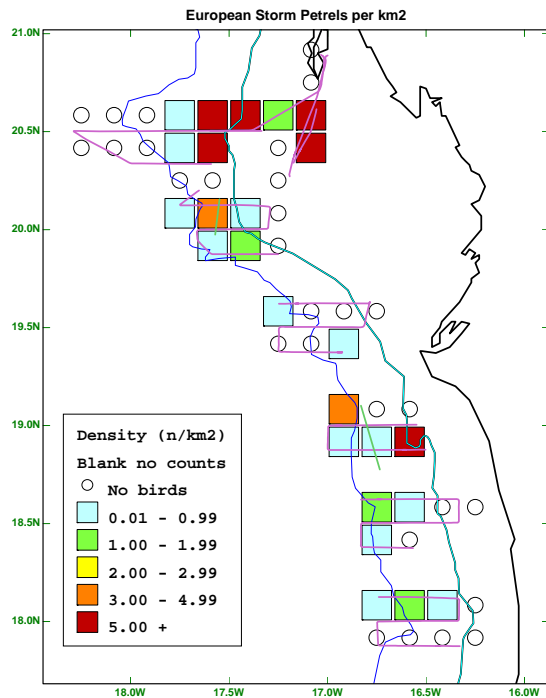 European Storm Petrels per km2
21.0N
20.5N
20.0N
19.5N
19.0N
18.5N
18.0N
Density (n/km2)
Blank no counts
No birds
0.01 - 0.99
1.00 - 1.99
2.00 - 2.99
3.00 - 4.99
5.00 +
18.0W 17.5W 17.0W 16.5W 16.0W